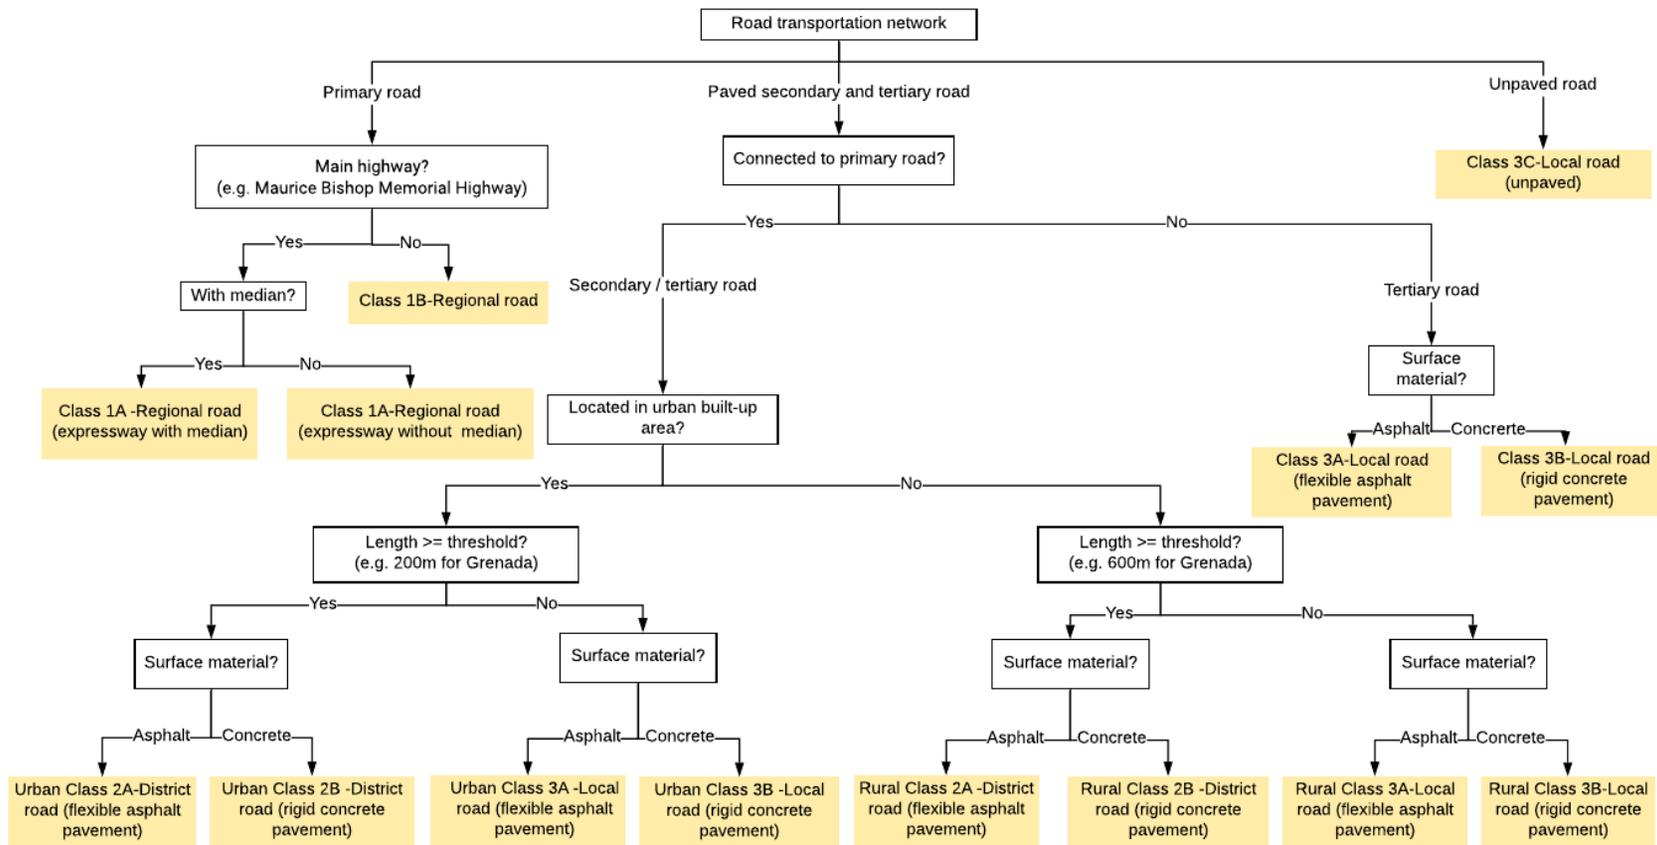 Road transportation network
Primary road
Paved secondary and tertiary road
Unpaved road
Main highway?
(e.g. Maurice Bishop Memorial Highway)
Connected to primary road?
Class 3C-Local road
(unpaved)
Yes
No
Yes
No
With median?
Class 1B-Regional road
Secondary / tertiary road
Tertiary road
Yes
No
Surface
material?
Class 1A -Regional road
(expressway with median)
Class 1A-Regional road
(expressway without  median)
Located in urban built-up
area?
Asphalt
Concrerte
Class 3A-Local road
(flexible asphalt
pavement)
Class 3B-Local road
(rigid concrete
pavement)
Yes
No
Length >= threshold?
(e.g. 200m for Grenada)
Length >= threshold?
(e.g. 600m for Grenada)
Yes
No
Yes
No
Surface material?
Surface material?
Surface material?
Surface material?
Asphalt
Concrete
Asphalt
Concrete
Asphalt
Concrete
Asphalt
Concrete
Urban Class 2A-District
road (flexible asphalt
pavement)
Urban Class 2B -District
road (rigid concrete
pavement)
Urban Class 3A -Local
road (flexible asphalt
pavement)
Urban Class 3B -Local
road (rigid concrete
pavement)
Rural Class 2A -District
road (flexible asphalt
pavement)
Rural Class 2B -District
road (rigid concrete
pavement)
Rural Class 3A-Local
road (flexible asphalt
pavement)
Rural Class 3B-Local
road (rigid concrete
pavement)